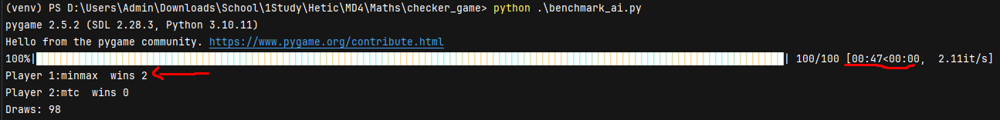 (venv) PS D:\Users\Admin\Downloads\School\1Study\Hetic\MD4\Maths\checker_game> python .\benchmark_ai.py
pygame 2.5.2 (SDL 2.28.3, Python 3.10.11)
Hello from the pygame community. https://www.pygame.org/contribute.html
100%|██████████| 100/100 [00:47<00:00,  2.11it/s]
Player 1:minmax  wins 2
Player 2:mtc  wins 0
Draws: 98